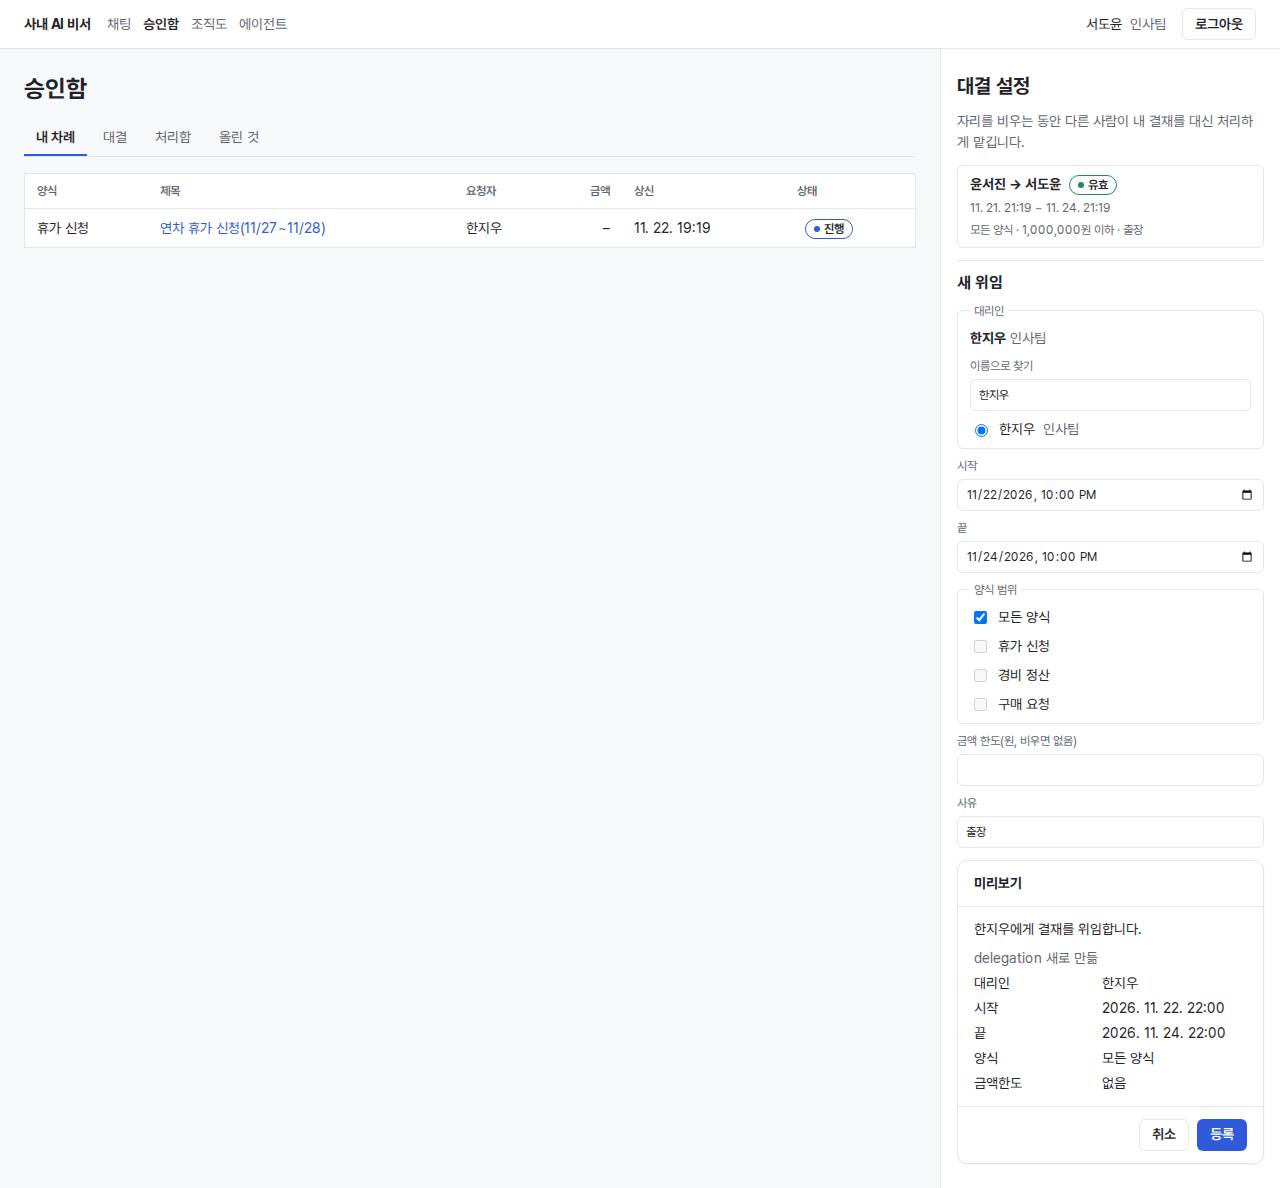 사내 AI 비서 채팅 승인함 조직도 에이전트 서도윤 인사팀 로그아웃
승인함
내 차례 대결 처리함 올린 것
양식 제목 요청자 금액 상신 상태
휴가 신청 연차 휴가 신청(11/27~11/28) 한지우 – 11. 22. 19:19 진행
대결 설정
자리를 비우는 동안 다른 사람이 내 결재를 대신 처리하
게 맡깁니다.
윤서진 → 서도윤 유효
11. 21. 21:19 – 11. 24. 21:19
모든 양식 · 1,000,000원 이하 · 출장
새 위임
대리인
한지우 인사팀
이름으로 찾기
한지우
한지우 인사팀
시작
11/22/2026, 10:00 PM
끝
11/24/2026, 10:00 PM
양식 범위
모든 양식
휴가 신청
경비 정산
구매 요청
금액 한도(원, 비우면 없음)
사유
출장
미리보기
한지우에게 결재를 위임합니다.
delegation 새로 만듦
대리인 한지우
시작 2026. 11. 22. 22:00
끝 2026. 11. 24. 22:00
양식 모든 양식
금액한도 없음
취소 등록